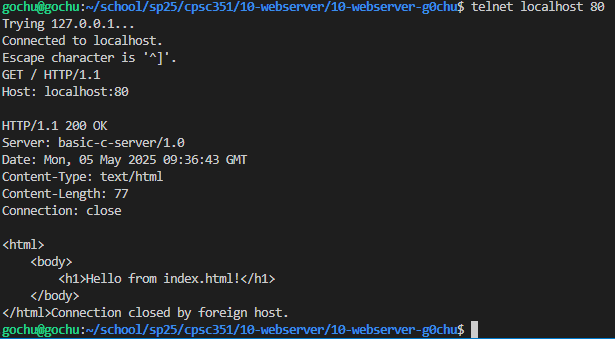 gochu@gochu:~/school/sp25/cpsc351/10-webserver/10-webserver-g0chu$ telnet localhost 80
Trying 127.0.0.1...
Connected to localhost.
Escape character is '^]'.
GET / HTTP/1.1
Host: localhost:80

HTTP/1.1 200 OK
Server: basic-c-server/1.0
Date: Mon, 05 May 2025 09:36:43 GMT
Content-Type: text/html
Content-Length: 77
Connection: close

<html>
    <body>
        <h1>Hello from index.html!</h1>
    </body>
</html>Connection closed by foreign host.
gochu@gochu:~/school/sp25/cpsc351/10-webserver/10-webserver-g0chu$